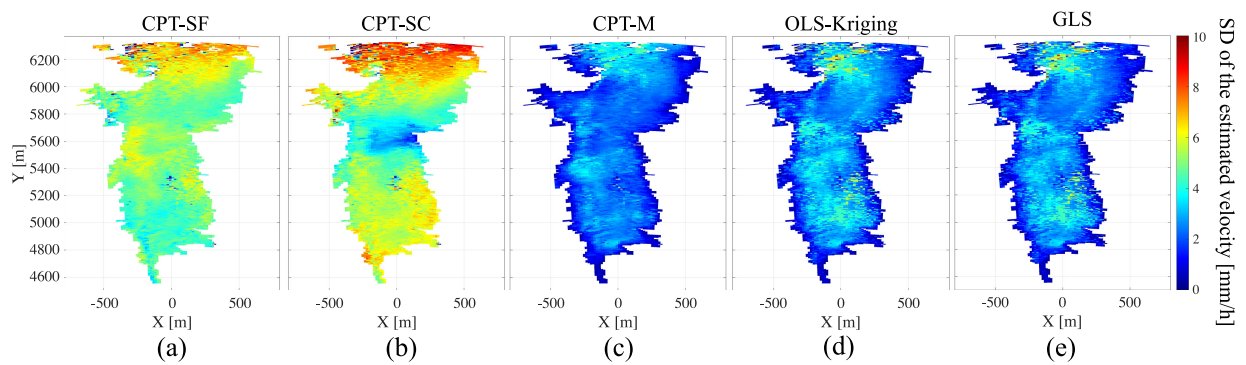 CPT-SF
CPT-SC
CPT-M
OLS-Kriging
GLS
SD of the estimated velocity [mm/h]
10
8
6
4
2
0
Y [m]
6200
6000
5800
5600
5400
5200
5000
4800
4600
-500 0 500
-500 0 500
-500 0 500
-500 0 500
-500 0 500
X [m]
X [m]
X [m]
X [m]
X [m]
(a)
(b)
(c)
(d)
(e)